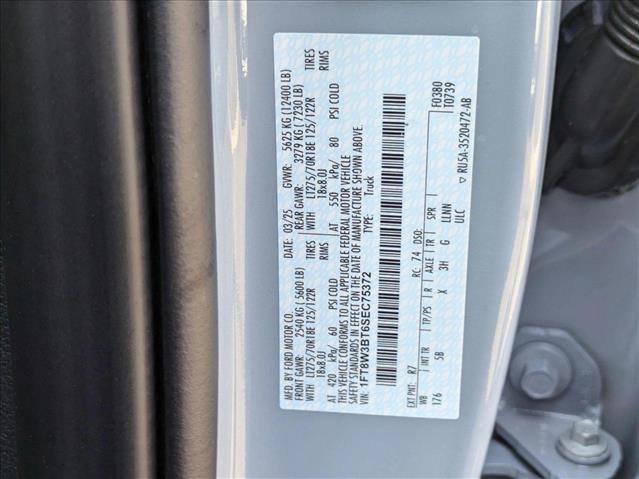 MFD. BY FORD MOTOR CO. 03/25 GVWR: 5625 KG (12400 LB)
FRONT GAWR: 2540 KG (5600 LB) REAR GAWR: 3279 KG (7230 LB)
WITH LT275/70R18E 125/122R TIRES WITH LT275/70R18E 125/122R TIRES
18x8.0J RIMS 18x8.0J RIMS
AT 420 kPa/ 60 PSI COLD AT 550 kPa/ 80 PSI COLD
THIS VEHICLE CONFORMS TO ALL APPLICABLE FEDERAL MOTOR VEHICLE
SAFETY STANDARDS IN EFFECT ON THE DATE OF MANUFACTURE SHOWN ABOVE.
VIN: 1FT8W3BT6SEC75372 TYPE: Truck
F0380
T0739
EXT PNT: R7 RC: 74 DSO:
WB INT TR TP/PS R AXLE TR SPR
176 5B X 3H G LLNN
ULC ▽ RU5A-3520472-AB